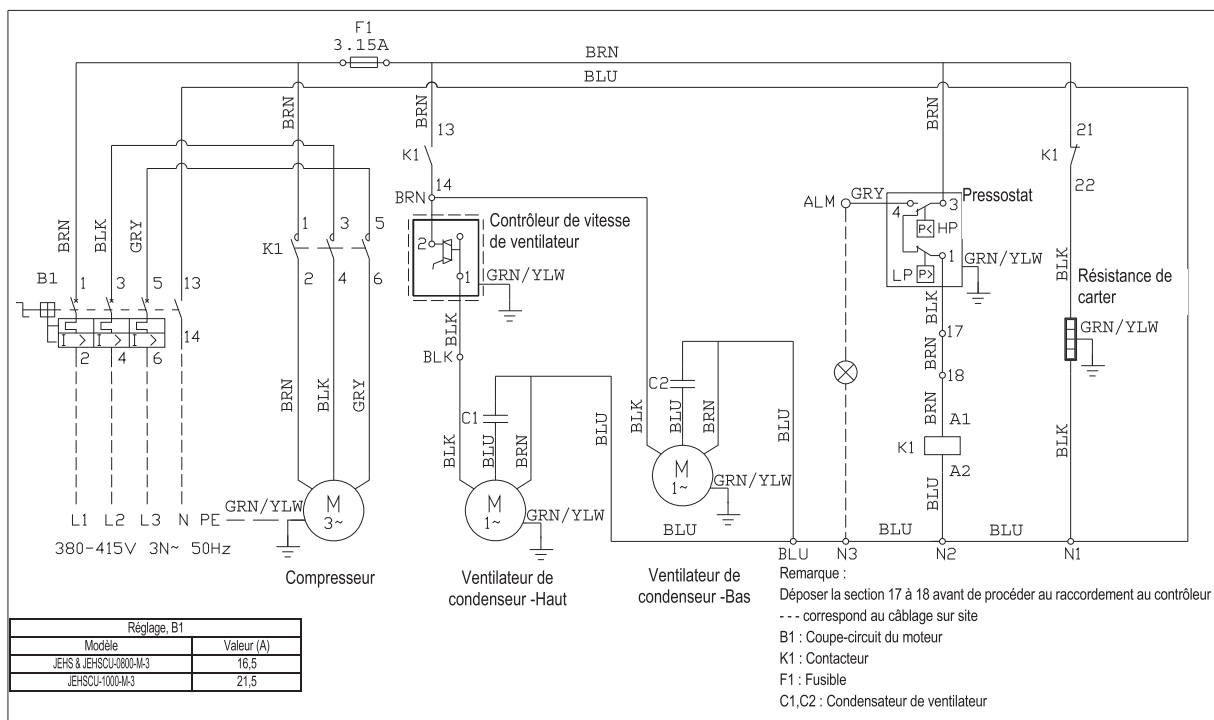 F1
3.15A
BRN
BLU
BRN
BRN
BRN
13
K1
14
BRN
21
K1
22
ALM
GRY
Pressostat
4
3
P<
HP
1
LP
P>
GRN/YLW
Contrôleur de vitesse
de ventilateur
2
1
GRN/YLW
BRN
BLK
GRY
B1
1
3
5
13
2
4
6
14
K1
1
3
5
2
4
6
BLK
BLK
BLK
17
BRN
18
BRN
A1
K1
A2
BLU
BLK
Résistance de
carter
GRN/YLW
BLK
BRN
BLK
GRY
C1
BLK
BLU
BRN
BLU
C2
BLK
BLU
BRN
BLU
M
3~
GRN/YLW
M
1~
GRN/YLW
M
1~
GRN/YLW
L1 L2 L3 N PE
380-415V 3N~ 50Hz
BLU
BLU
BLU
BLU
N3
N2
N1
Compresseur
Ventilateur de
condenseur -Haut
Ventilateur de
condenseur -Bas
Remarque :
Déposer la section 17 à 18 avant de procéder au raccordement au contrôleur
--- correspond au câblage sur site
B1 : Coupe-circuit du moteur
K1 : Contacteur
F1 : Fusible
C1,C2 : Condensateur de ventilateur
Réglage, B1
Modèle Valeur (A)
JEHS & JEHSCU-0800-M-3 16,5
JEHSCU-1000-M-3 21,5